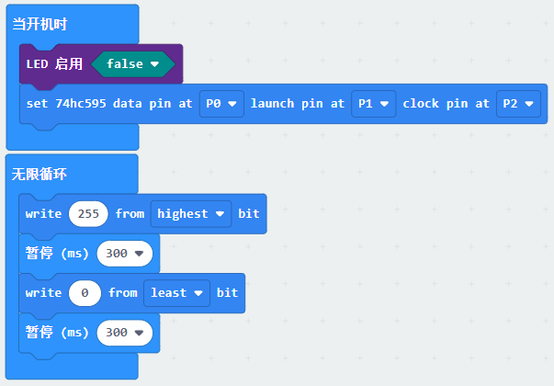 当开机时
LED 启用 false
set 74hc595 data pin at P0 launch pin at P1 clock pin at P2
无限循环
write 255 from highest bit
暂停 (ms) 300
write 0 from least bit
暂停 (ms) 300